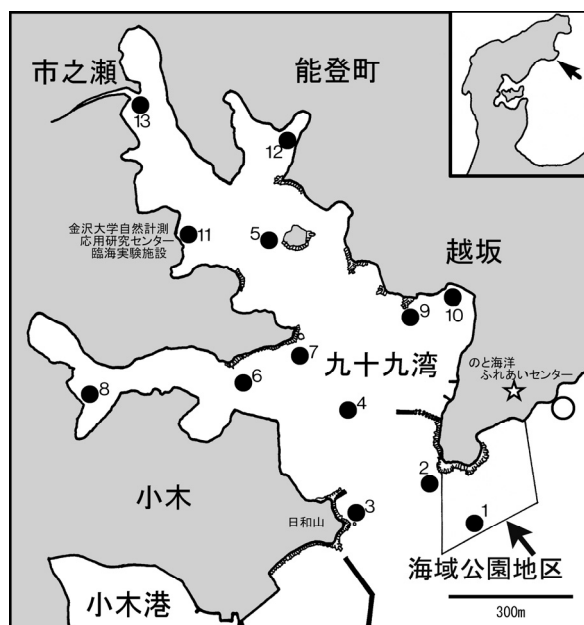 市之瀬
能登町
13
12
金沢大学自然計測
応用研究センター
臨海実験施設
11
5
越坂
9
10
7
九十九湾
のと海洋
ふれあいセンター
6
8
4
小木
2
3
日和山
1
海域公園地区
小木港
300m